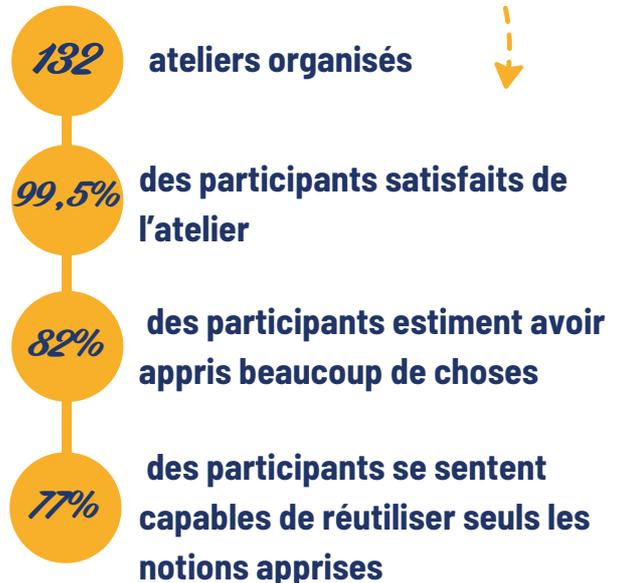 132
ateliers organisés
99,5%
des participants satisfaits de
l’atelier
82%
des participants estiment avoir
appris beaucoup de choses
77%
des participants se sentent
capables de réutiliser seuls les
notions apprises